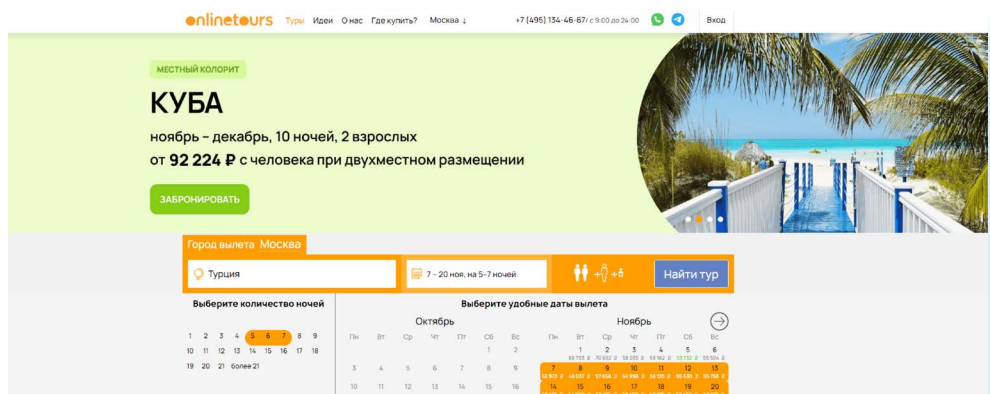 onlinetours Туры Идеи О нас Где купить? Москва ↓ +7 (495) 134-46-67/ с 9:00 до 24:00 Вход
МЕСТНЫЙ КОЛОРИТ
КУБА
ноябрь – декабрь, 10 ночей, 2 взрослых
от 92 224 ₽ с человека при двухместном размещении
ЗАБРОНИРОВАТЬ
Город вылета Москва
Турция 7 – 20 ноя, на 5-7 ночей Найти тур
Выберите количество ночей Выберите удобные даты вылета
Октябрь Ноябрь
Пн Вт Ср Чт Пт Сб Вс Пн Вт Ср Чт Пт Сб Вс
1 2 3 4 5 6 7 8 9 1 2 1 2 3 4 5 6
10 11 12 13 14 15 16 17 18 3 4 5 6 7 8 9 7 8 9 10 11 12 13
19 20 21 более 21 10 11 12 13 14 15 16 14 15 16 17 18 19 20